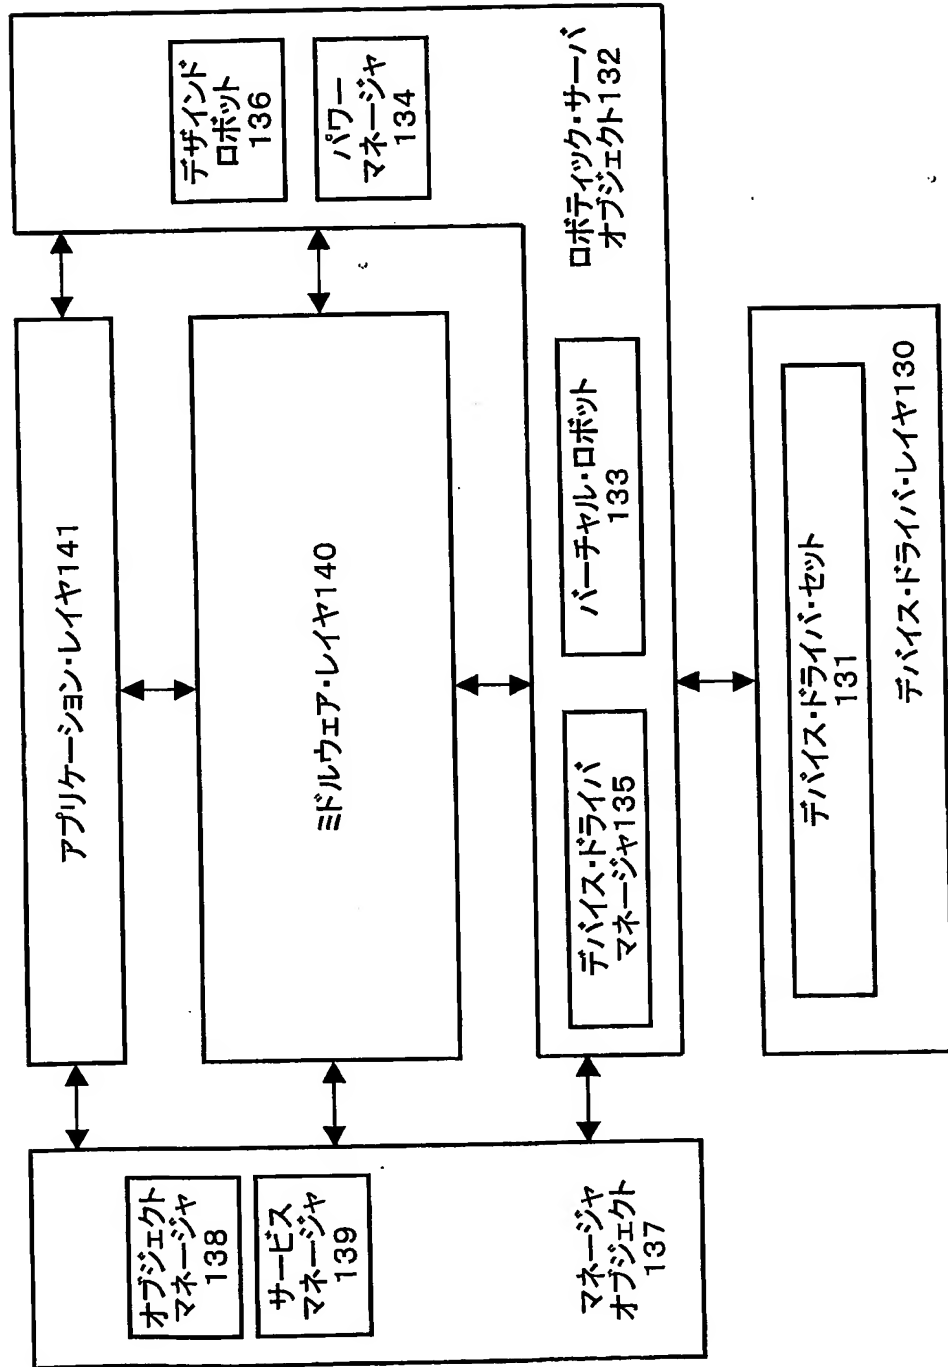 アプリケーション・レイヤ141
オブジェクト
マネージャ
138
サービス
マネージャ
139
マネージャ
オブジェクト
137
ミドルウェア・レイヤ140
デザインド
ロボット
136
パワー
マネージャ
134
デバイス・ドライバ
マネージャ135
バーチャル・ロボット
133
ロボティック・サーバ
オブジェクト132
デバイス・ドライバ・セット
131
デバイス・ドライバ・レイヤ130